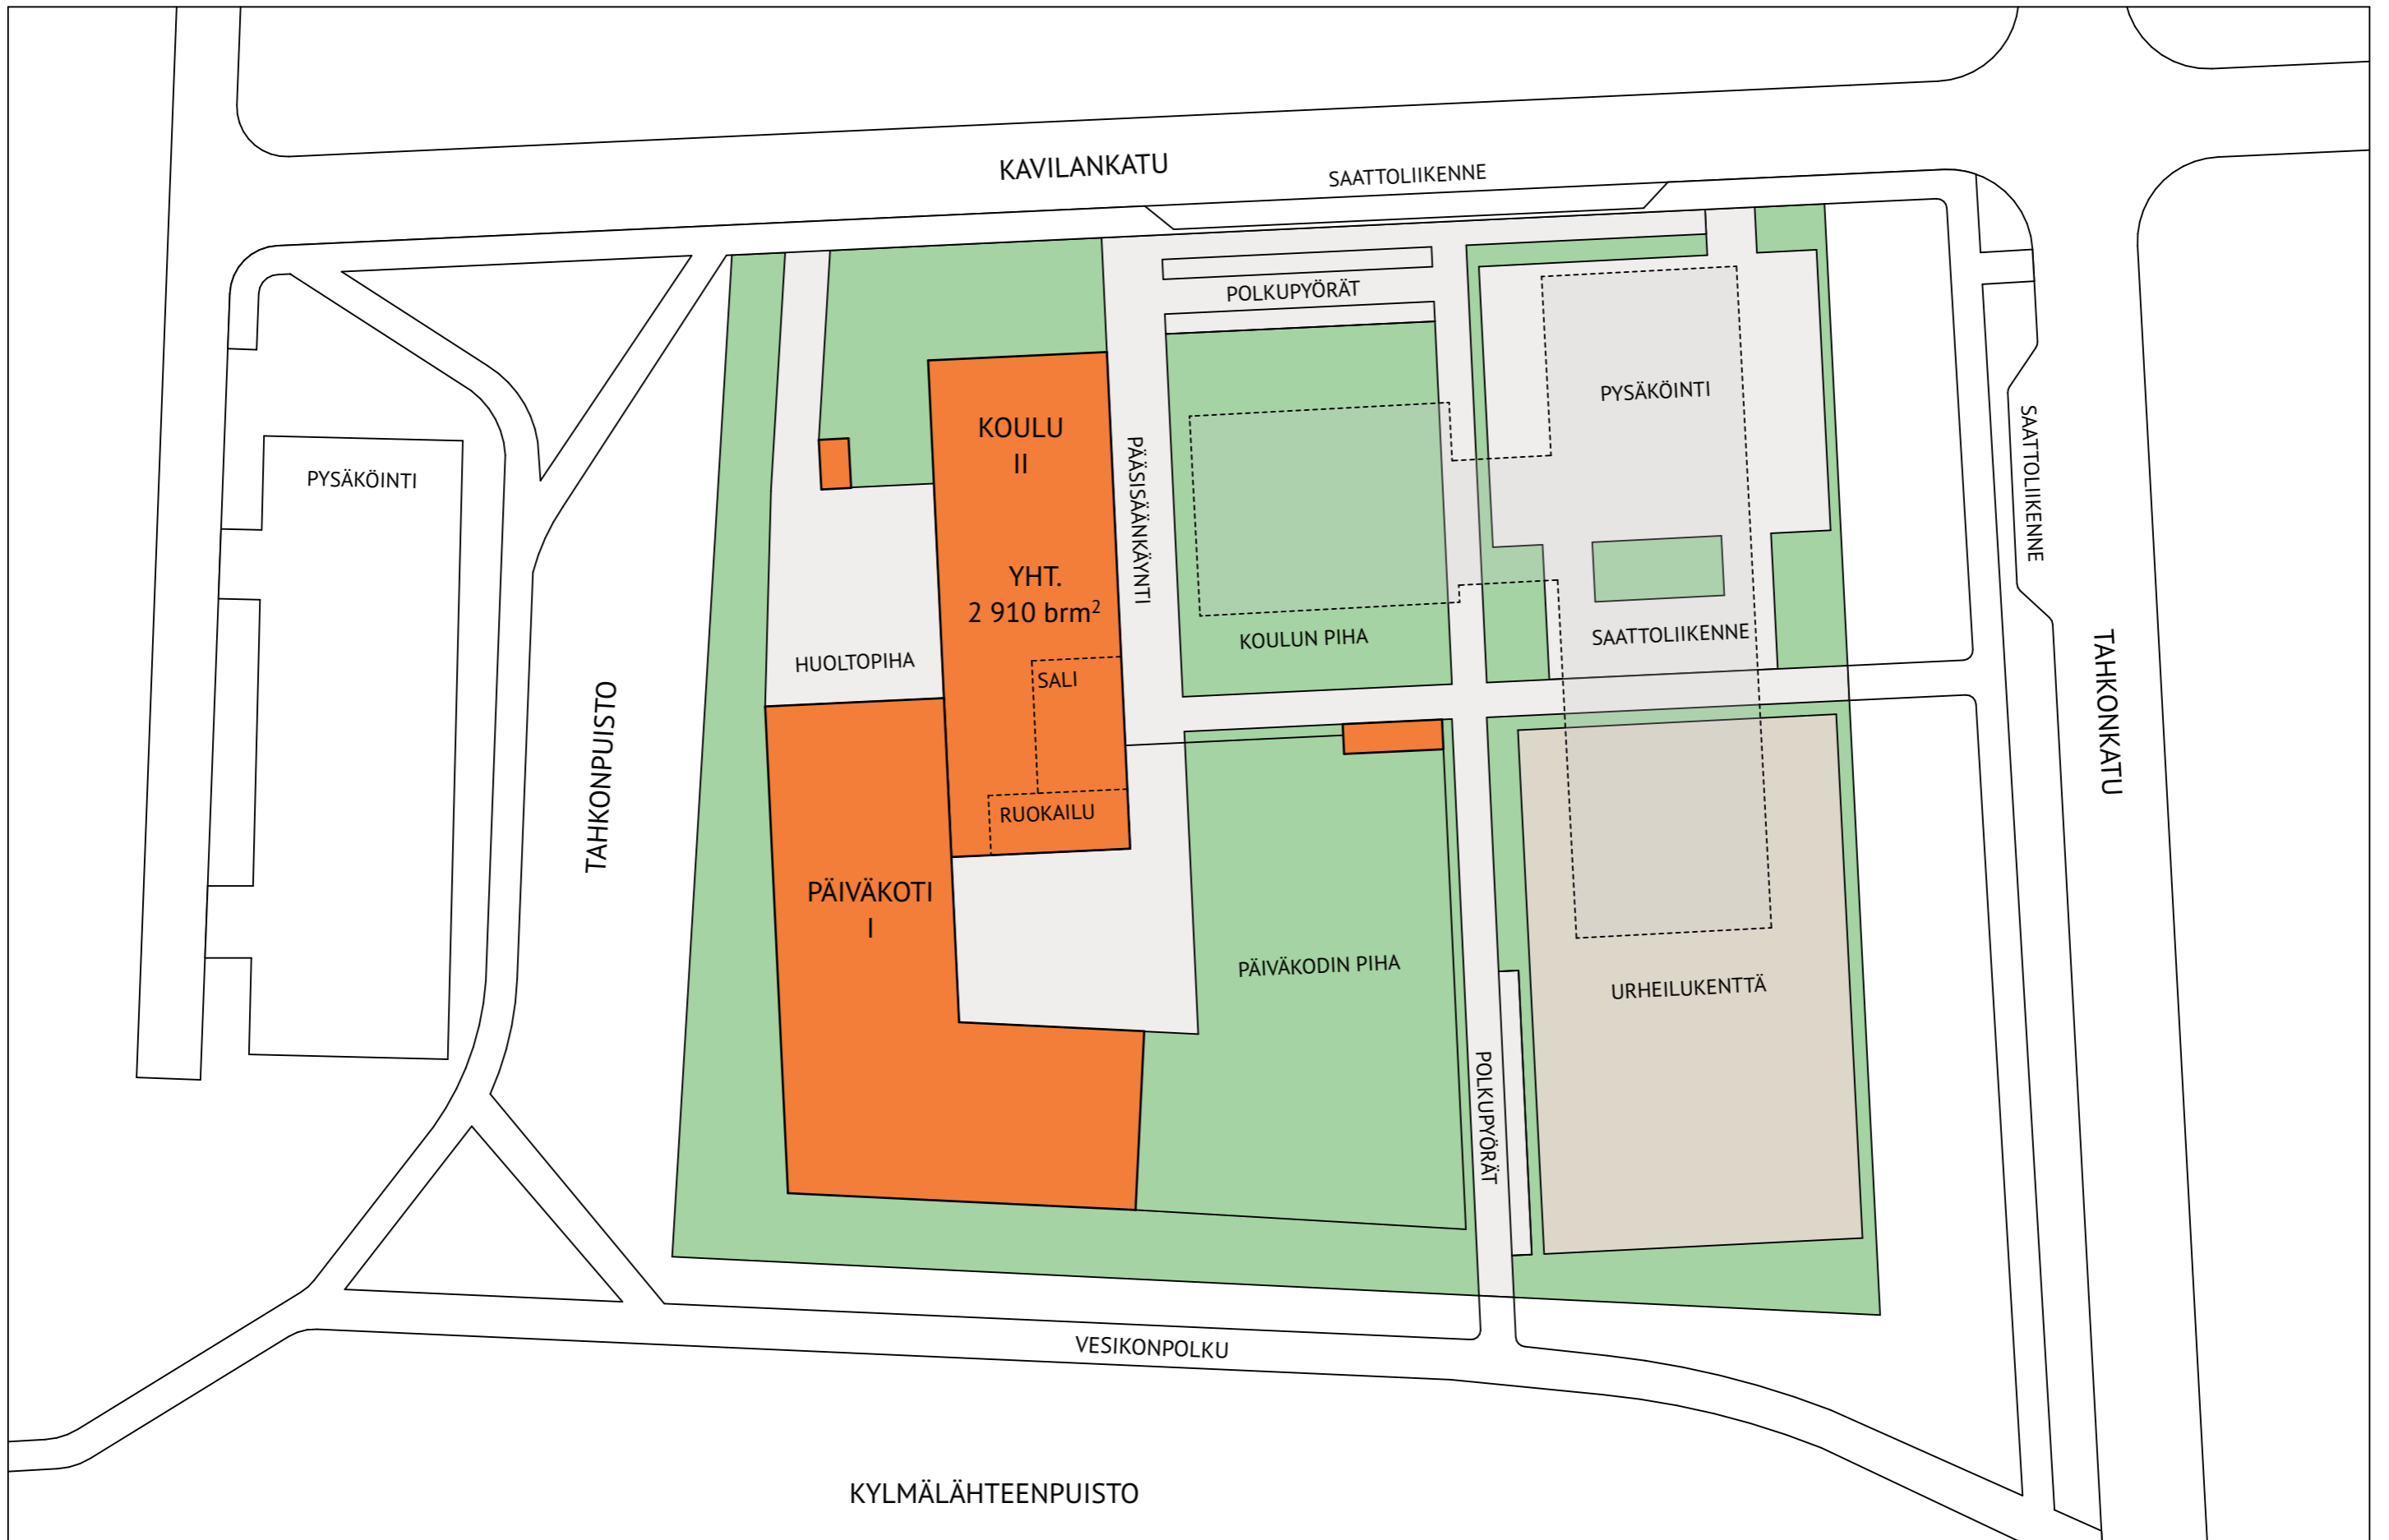 KAVILANKATU
SAATTOLIIKENNE
POLKUPYÖRÄT
PYSÄKÖINTI
KOULU
II
PÄÄSISÄÄNKÄYNTI
SAATTOLIIKENNE
PYSÄKÖINTI
YHT.
2 910 brm²
KOULUN PIHA
SAATTOLIIKENNE
HUOLTOPIHA
SALI
TAHKONPUISTO
TAHKONKATU
RUOKAILU
PÄIVÄKOTI
I
PÄIVÄKODIN PIHA
URHEILUKENTTÄ
POLKUPYÖRÄT
VESIKONPOLKU
KYLMÄLÄHTEENPUISTO